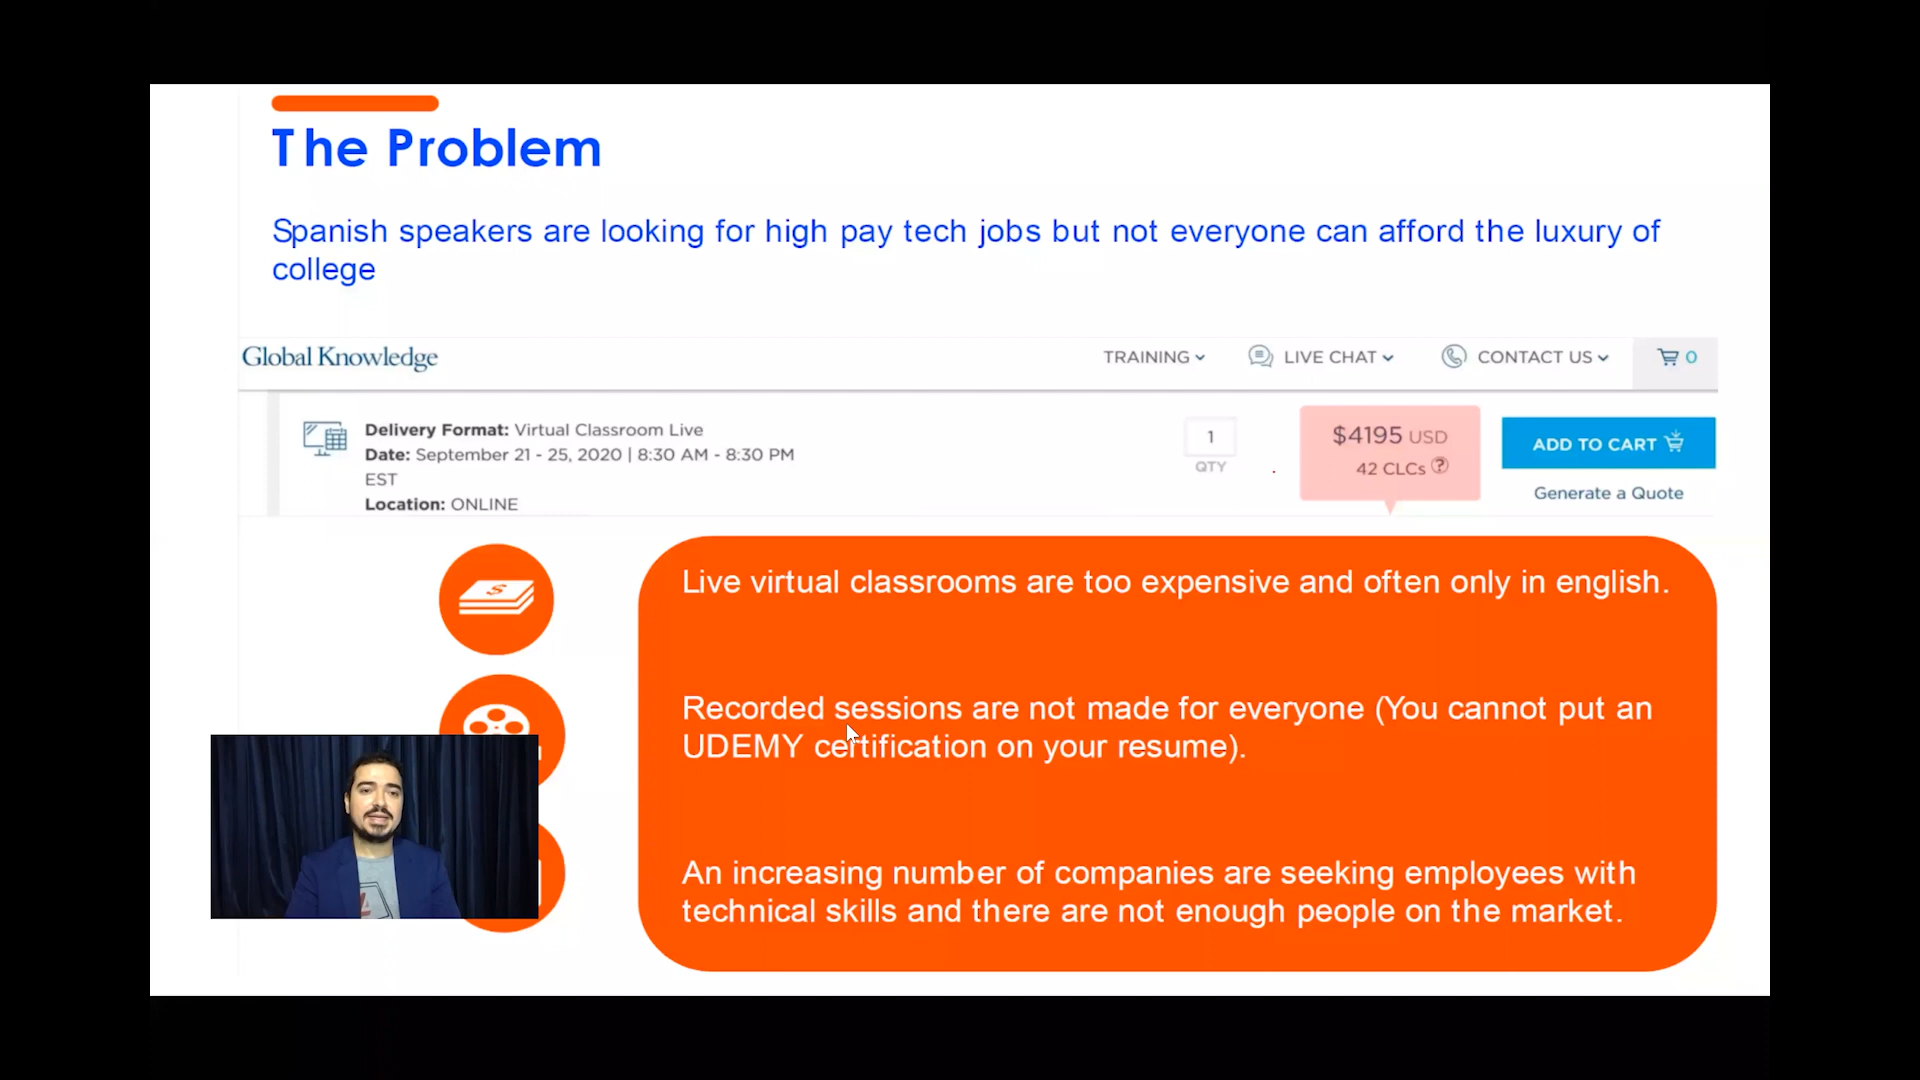 The Problem
Spanish speakers are looking for high pay tech jobs but not everyone can afford the luxury of
college
Global Knowledge
TRAINING
LIVE CHAT
CONTACT US
0
Delivery Format: Virtual Classroom Live
Date: September 21 - 25, 2020 | 8:30 AM - 8:30 PM
EST
Location: ONLINE
1
QTY
$4195 USD
42 CLCs ?
ADD TO CART
Generate a Quote
$
Live virtual classrooms are too expensive and often only in english.
Recorded sessions are not made for everyone (You cannot put an
UDEMY certification on your resume).
An increasing number of companies are seeking employees with
technical skills and there are not enough people on the market.